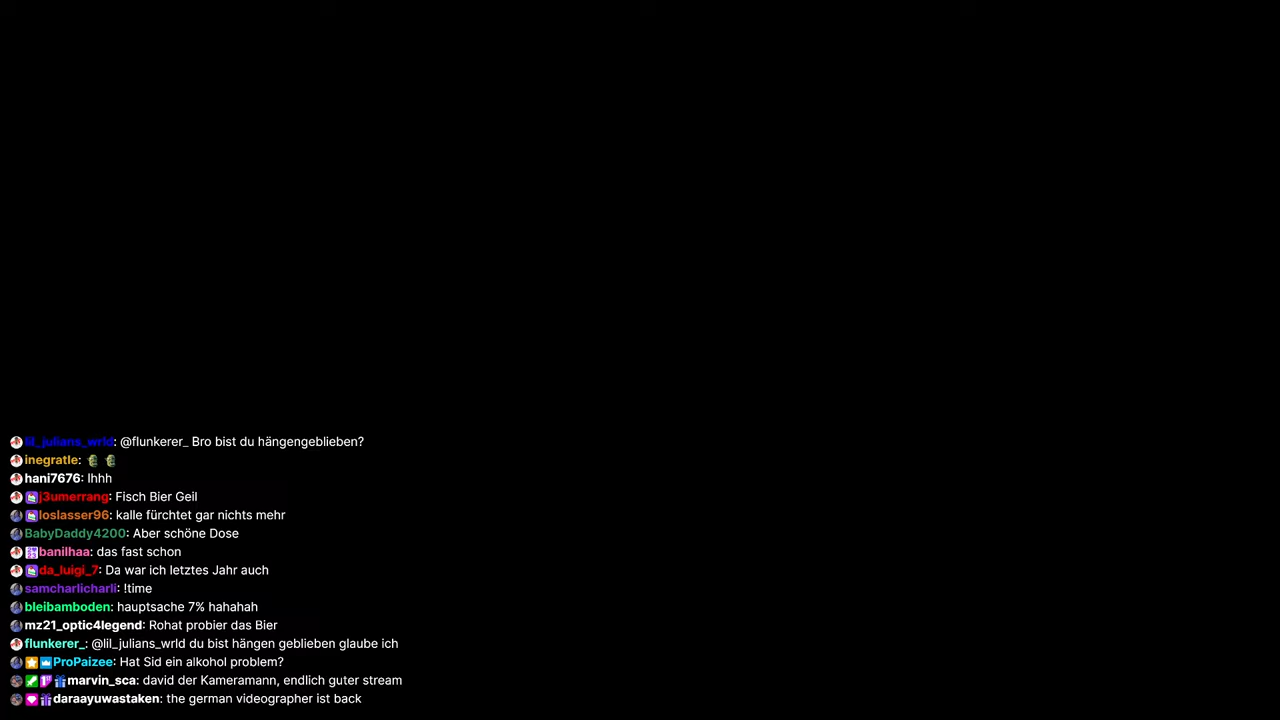 lil_julians_wrld: @flunkerer_ Bro bist du hängengeblieben?
inegratle:
hani7676: Ihhh
j3umerrang: Fisch Bier Geil
loslasser96: kalle fürchtet gar nichts mehr
BabyDaddy4200: Aber schöne Dose
banilhaa: das fast schon
da_luigi_7: Da war ich letztes Jahr auch
samcharlicharli: !time
bleibamboden: hauptsache 7% hahahah
mz21_optic4legend: Rohat probier das Bier
flunkerer_: @lil_julians_wrld du bist hängen geblieben glaube ich
ProPaizee: Hat Sid ein alkohol problem?
marvin_sca: david der Kameramann, endlich guter stream
daraayuwastaken: the german videographer is back